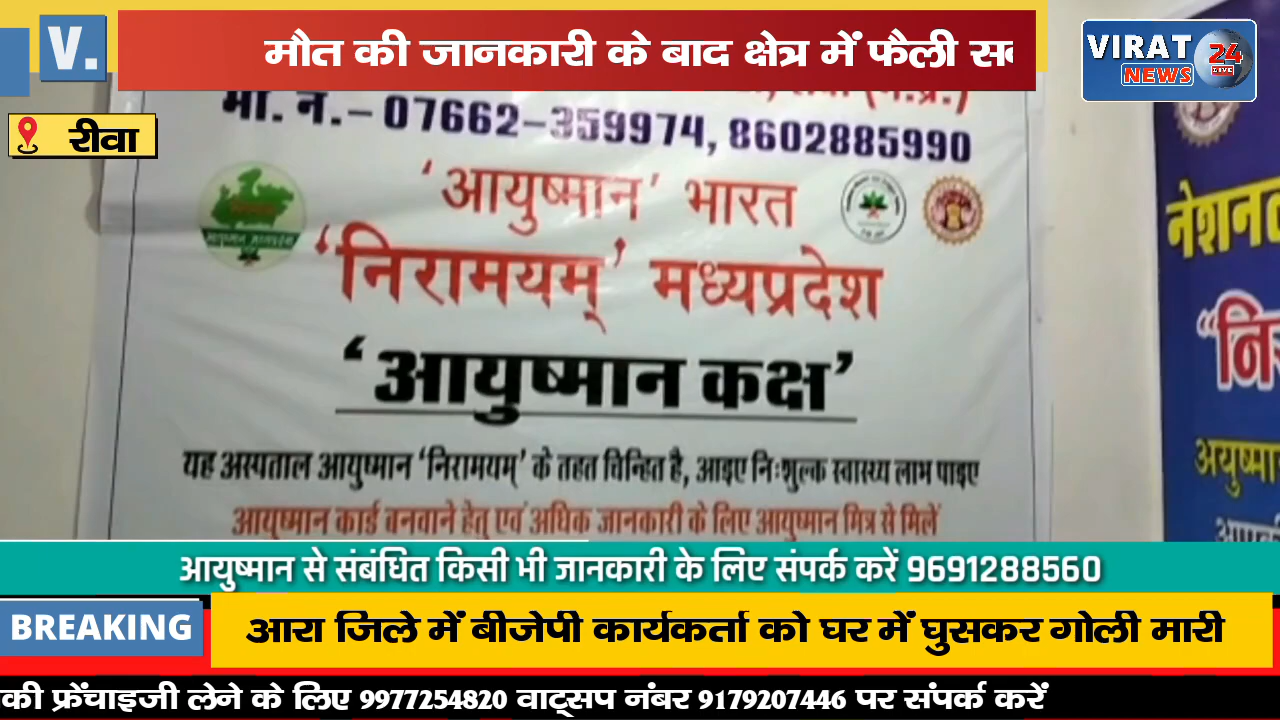 V.
मौत की जानकारी के बाद क्षेत्र में फैली
VIRAT 24
NEWS LIVE
रीवा
मो. न.– 07662–359974, 8602885990
‘आयुष्मान’ भारत
‘निरामयम्’ मध्यप्रदेश
‘आयुष्मान कक्ष’
यह अस्पताल आयुष्मान ‘निरामयम्’ के तहत चिन्हित है, आइए निःशुल्क स्वास्थ्य लाभ पाइए
आयुष्मान कार्ड बनवाने हेतु एवं अधिक जानकारी के लिए आयुष्मान मित्र से मिलें
आयुष्मान से संबंधित किसी भी जानकारी के लिए संपर्क करें 9691288560
BREAKING
आरा जिले में बीजेपी कार्यकर्ता को घर में घुसकर गोली मारी
की फ्रेंचाइजी लेने के लिए 9977254820 वाट्सप नंबर 9179207446 पर संपर्क करें